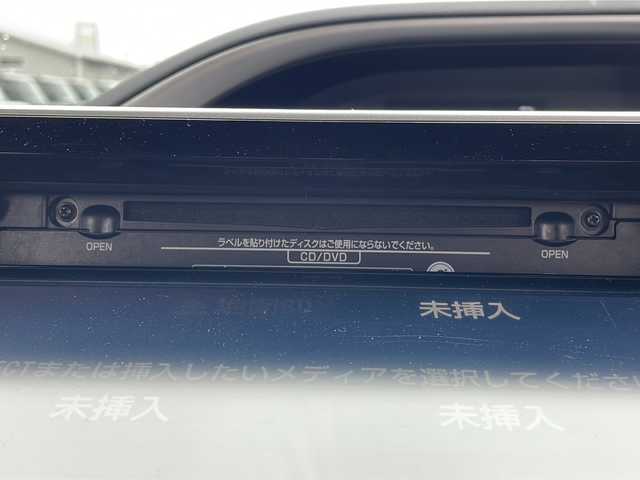 OPEN
ラベルを貼り付けたディスクはご使用にならないでください。
CD/DVD
OPEN
未挿入
ECTまたは挿入したいメディアを選択してくださ
未挿入
未挿入